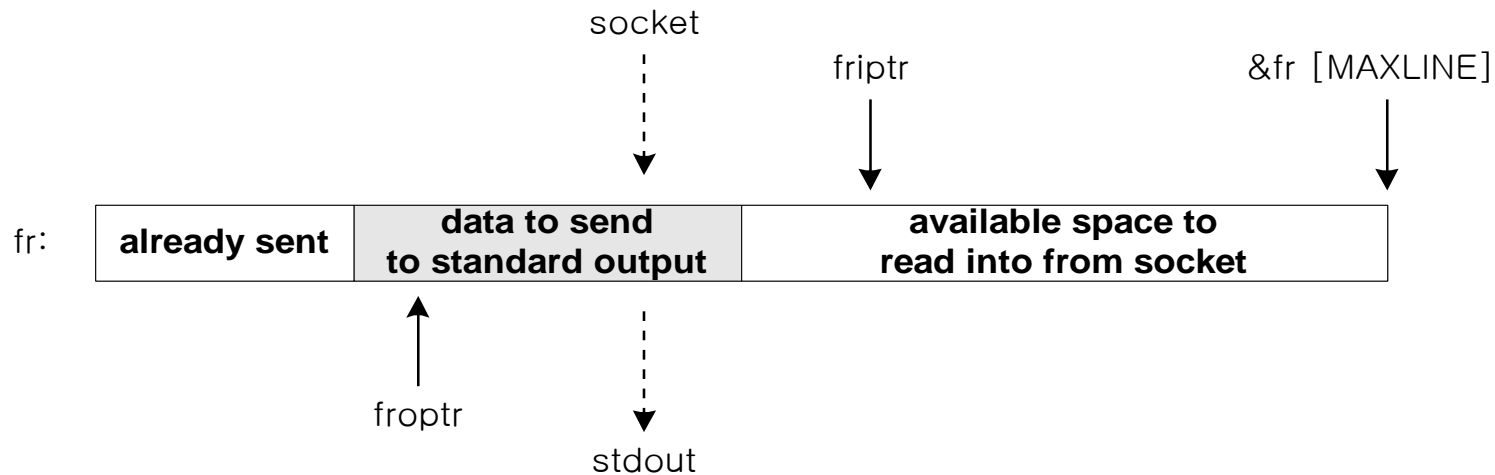 socket
friptr
&fr [MAXLINE]
fr:
already sent
data to send
to standard output
available space to
read into from socket
froptr
stdout